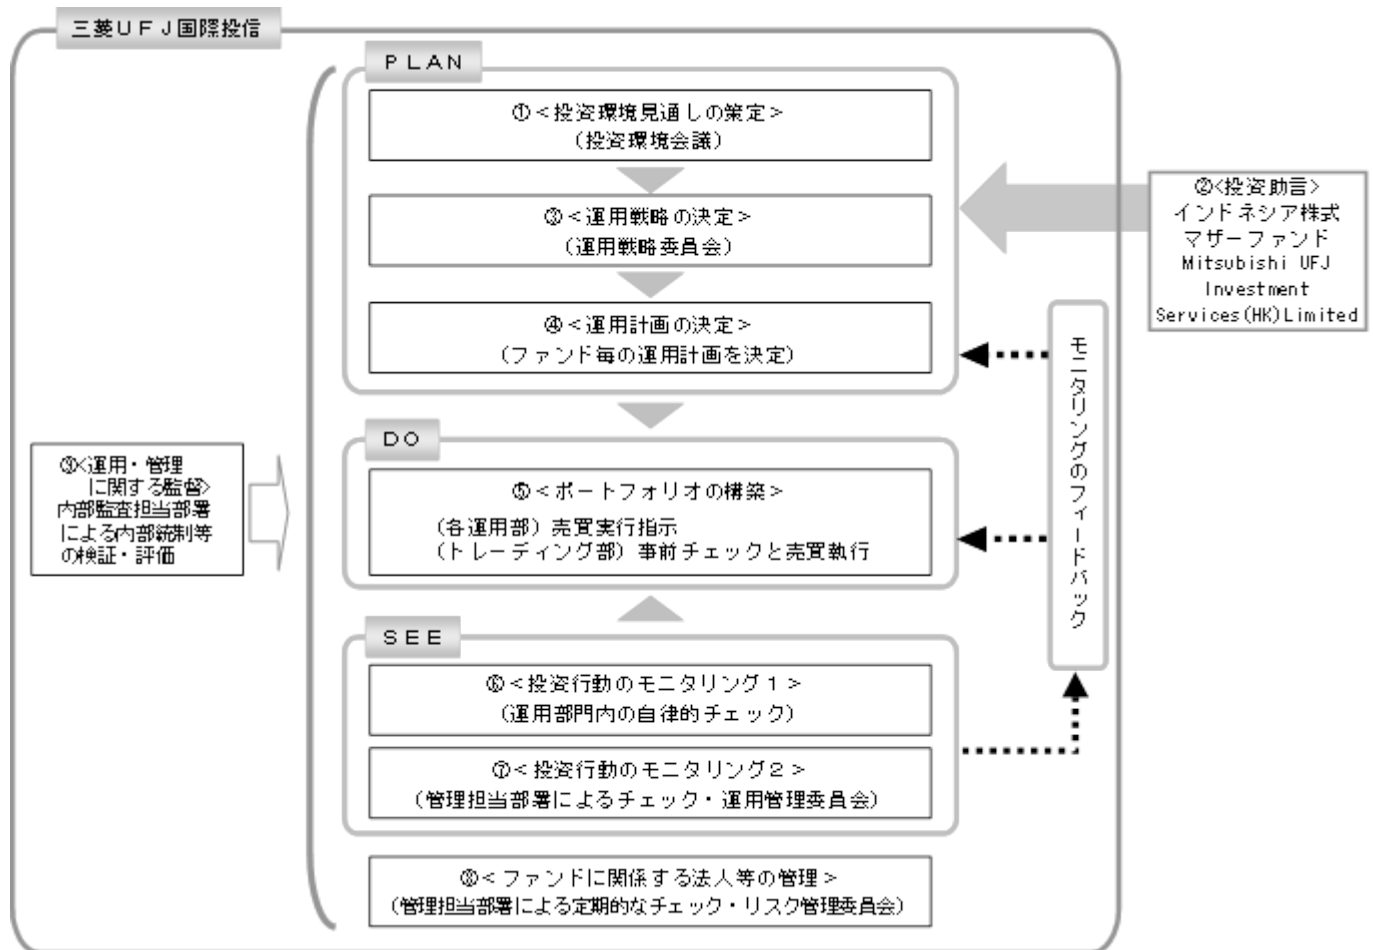 三菱ＵＦＪ国際投信
ＰＬＡＮ
①＜投資環境見通しの策定＞
（投資環境会議）
②<投資助言>
インドネシア株式
マザーファンド
Mitsubishi UFJ
Investment
Services(HK)Limited
③＜運用戦略の決定＞
（運用戦略委員会）
④＜運用計画の決定＞
（ファンド毎の運用計画を決定）
モニタリングのフィードバック
ＤＯ
⑤＜ポートフォリオの構築＞
（各運用部）売買実行指示
（トレーディング部）事前チェックと売買執行
⑨<運用・管理
に関する監督>
内部監査担当部署
による内部統制等
の検証・評価
ＳＥＥ
⑥＜投資行動のモニタリング１＞
（運用部門内の自律的チェック）
⑦＜投資行動のモニタリング２＞
（管理担当部署によるチェック・運用管理委員会）
⑧＜ファンドに関係する法人等の管理＞
（管理担当部署による定期的なチェック・リスク管理委員会）